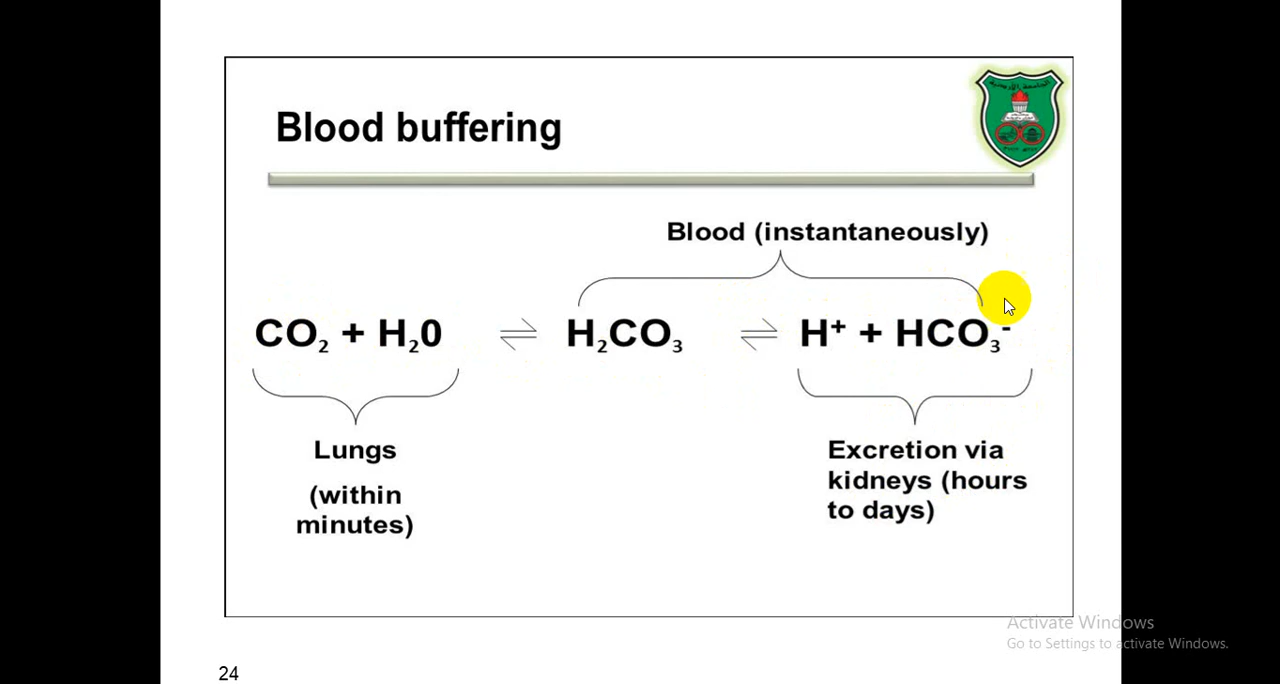 Blood buffering
Blood (instantaneously)
CO₂ + H₂0 ⇌ H₂CO₃ ⇌ H⁺ + HCO₃⁻
Lungs
(within
minutes)
Excretion via
kidneys (hours
to days)
Activate Windows
Go to Settings to activate Windows.
24